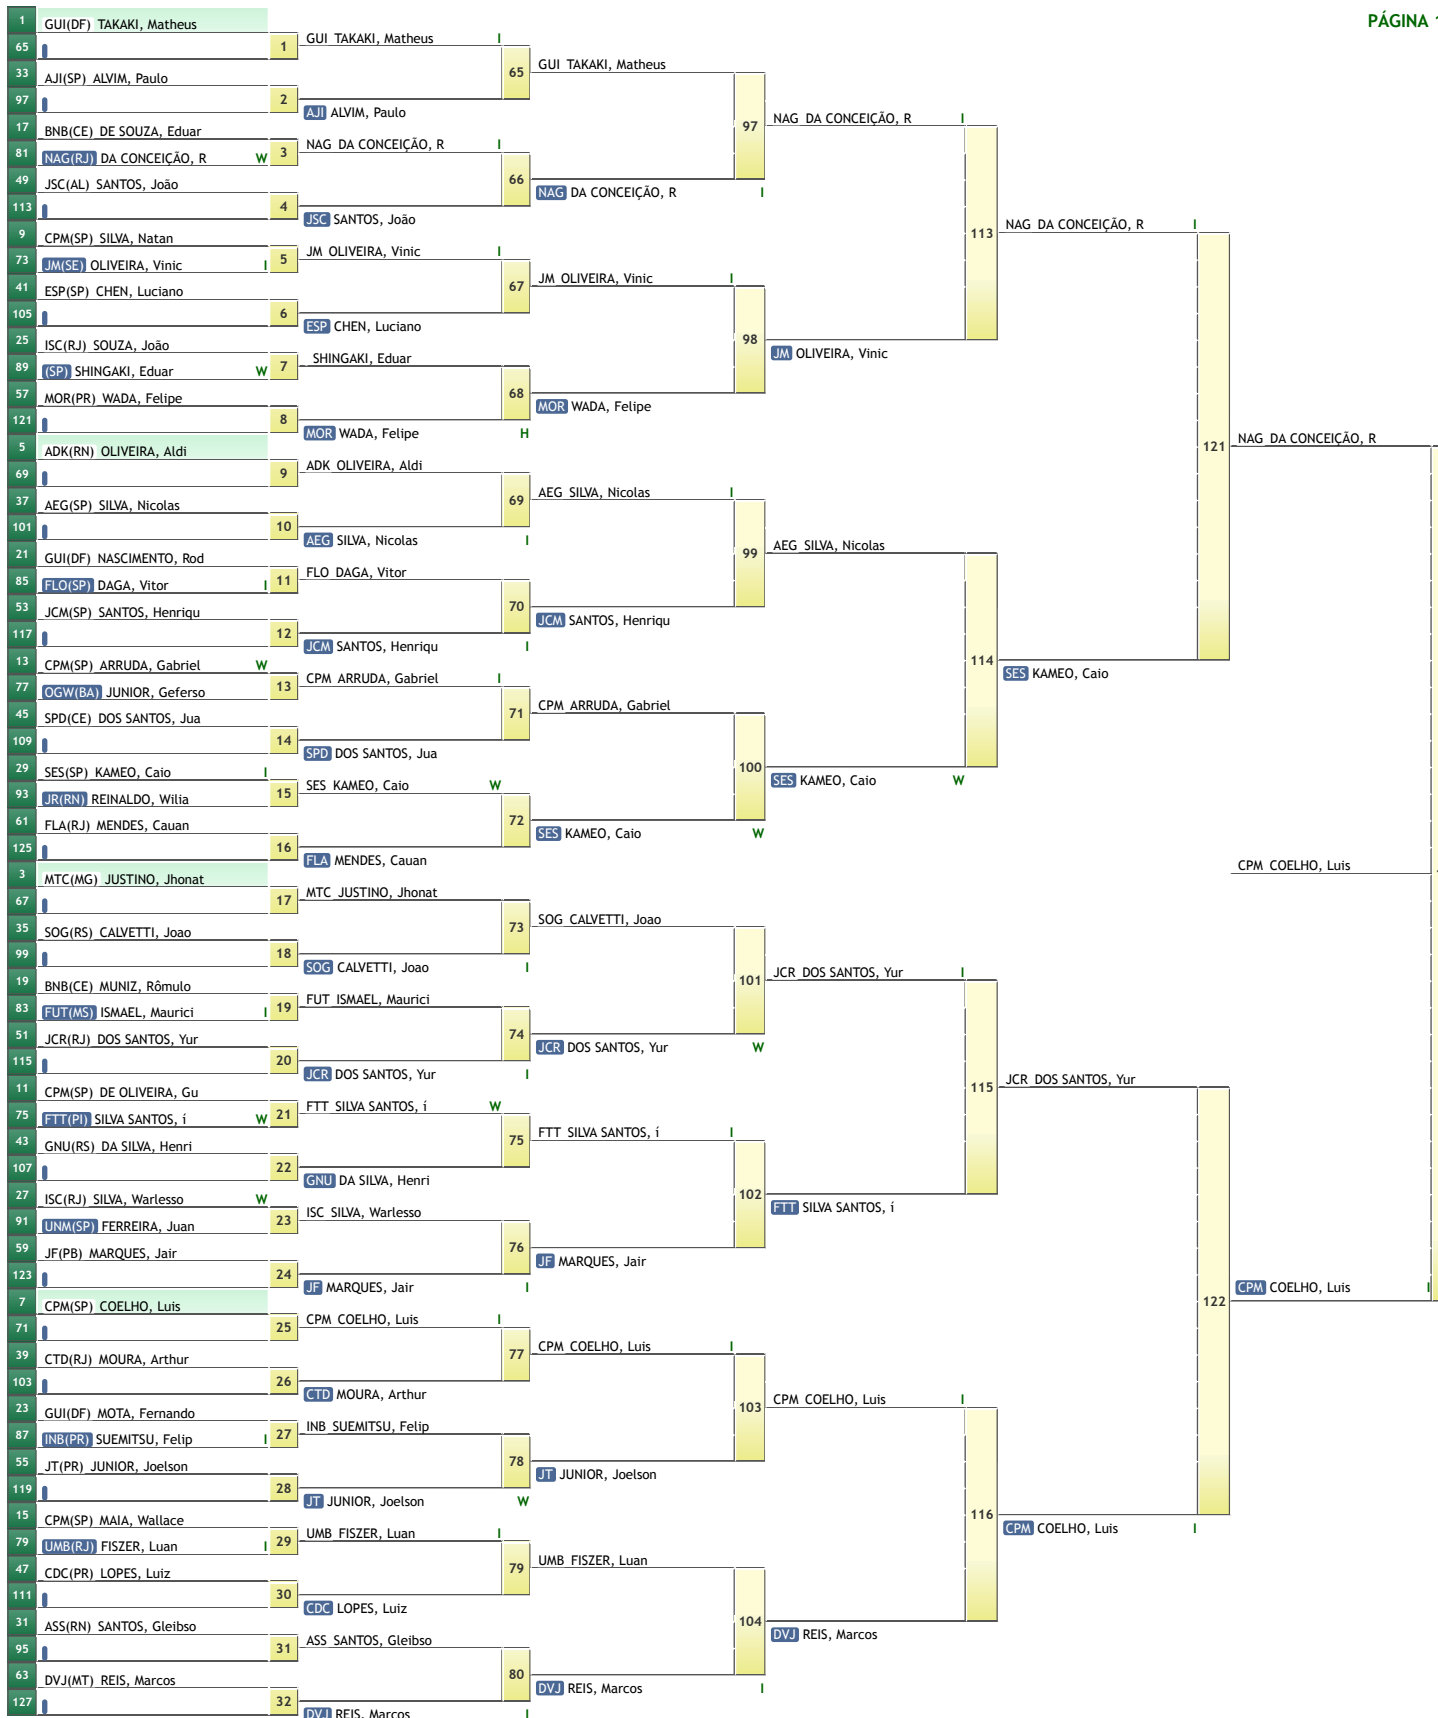 PÁGINA 1
1 GUI(DF) TAKAKI, Matheus
65
1 GUI TAKAKI, Matheus I
33 AJI(SP) ALVIM, Paulo
97
2 AJI ALVIM, Paulo
65 GUI TAKAKI, Matheus
17 BNB(CE) DE SOUZA, Eduar
81 NAG(RJ) DA CONCEIÇÃO, R W
3 NAG DA CONCEIÇÃO, R I
49 JSC(AL) SANTOS, João
113
4 JSC SANTOS, João
66 NAG DA CONCEIÇÃO, R I
97 NAG DA CONCEIÇÃO, R I
9 CPM(SP) SILVA, Natan
73 JM(SE) OLIVEIRA, Vinic I
5 JM OLIVEIRA, Vinic I
41 ESP(SP) CHEN, Luciano
105
6 ESP CHEN, Luciano
67 JM OLIVEIRA, Vinic I
25 ISC(RJ) SOUZA, João
89 (SP) SHINGAKI, Eduar W
7 SHINGAKI, Eduar
57 MOR(PR) WADA, Felipe
121
8 MOR WADA, Felipe H
68 MOR WADA, Felipe
98 JM OLIVEIRA, Vinic
113 NAG DA CONCEIÇÃO, R I
5 ADK(RN) OLIVEIRA, Aldi
69
9 ADK OLIVEIRA, Aldi
37 AEG(SP) SILVA, Nicolas
101
10 AEG SILVA, Nicolas I
69 AEG SILVA, Nicolas I
21 GUI(DF) NASCIMENTO, Rod
85 FLO(SP) DAGA, Vitor I
11 FLO DAGA, Vitor
53 JCM(SP) SANTOS, Henriqu
117
12 JCM SANTOS, Henriqu I
70 JCM SANTOS, Henriqu
99 AEG SILVA, Nicolas
13 CPM(SP) ARRUDA, Gabriel W
77 OGW(BA) JUNIOR, Geferso
13 CPM ARRUDA, Gabriel I
45 SPD(CE) DOS SANTOS, Jua
109
14 SPD DOS SANTOS, Jua
71 CPM ARRUDA, Gabriel
29 SES(SP) KAMEO, Caio I
93 JR(RN) REINALDO, Wilia
15 SES KAMEO, Caio W
61 FLA(RJ) MENDES, Cauan
125
16 FLA MENDES, Cauan
72 SES KAMEO, Caio W
100 SES KAMEO, Caio W
114 SES KAMEO, Caio
121 NAG DA CONCEIÇÃO, R
3 MTC(MG) JUSTINO, Jhonat
67
17 MTC JUSTINO, Jhonat
35 SOG(RS) CALVETTI, Joao
99
18 SOG CALVETTI, Joao I
73 SOG CALVETTI, Joao
19 BNB(CE) MUNIZ, Rômulo
83 FUT(MS) ISMAEL, Maurici I
19 FUT ISMAEL, Maurici
51 JCR(RJ) DOS SANTOS, Yur
115
20 JCR DOS SANTOS, Yur I
74 JCR DOS SANTOS, Yur W
101 JCR DOS SANTOS, Yur I
11 CPM(SP) DE OLIVEIRA, Gu
75 FTT(PI) SILVA SANTOS, í W
21 FTT SILVA SANTOS, í W
43 GNU(RS) DA SILVA, Henri
107
22 GNU DA SILVA, Henri
75 FTT SILVA SANTOS, í I
27 ISC(RJ) SILVA, Warlesso W
91 UNM(SP) FERREIRA, Juan
23 ISC SILVA, Warlesso
59 JF(PB) MARQUES, Jair
123
24 JF MARQUES, Jair I
76 JF MARQUES, Jair
102 FTT SILVA SANTOS, í
115 JCR DOS SANTOS, Yur
7 CPM(SP) COELHO, Luis
71
25 CPM COELHO, Luis I
39 CTD(RJ) MOURA, Arthur
103
26 CTD MOURA, Arthur
77 CPM COELHO, Luis I
23 GUI(DF) MOTA, Fernando
87 INB(PR) SUEMITSU, Felip I
27 INB SUEMITSU, Felip
55 JT(PR) JUNIOR, Joelson
119
28 JT JUNIOR, Joelson W
78 JT JUNIOR, Joelson
103 CPM COELHO, Luis I
15 CPM(SP) MAIA, Wallace
79 UMB(RJ) FISZER, Luan I
29 UMB FISZER, Luan I
47 CDC(PR) LOPES, Luiz
111
30 CDC LOPES, Luiz
79 UMB FISZER, Luan
31 ASS(RN) SANTOS, Gleibso
95
31 ASS SANTOS, Gleibso
63 DVJ(MT) REIS, Marcos
127
32 DVJ REIS, Marcos I
80 DVJ REIS, Marcos I
104 DVJ REIS, Marcos
116 CPM COELHO, Luis I
122 CPM COELHO, Luis I
CPM COELHO, Luis